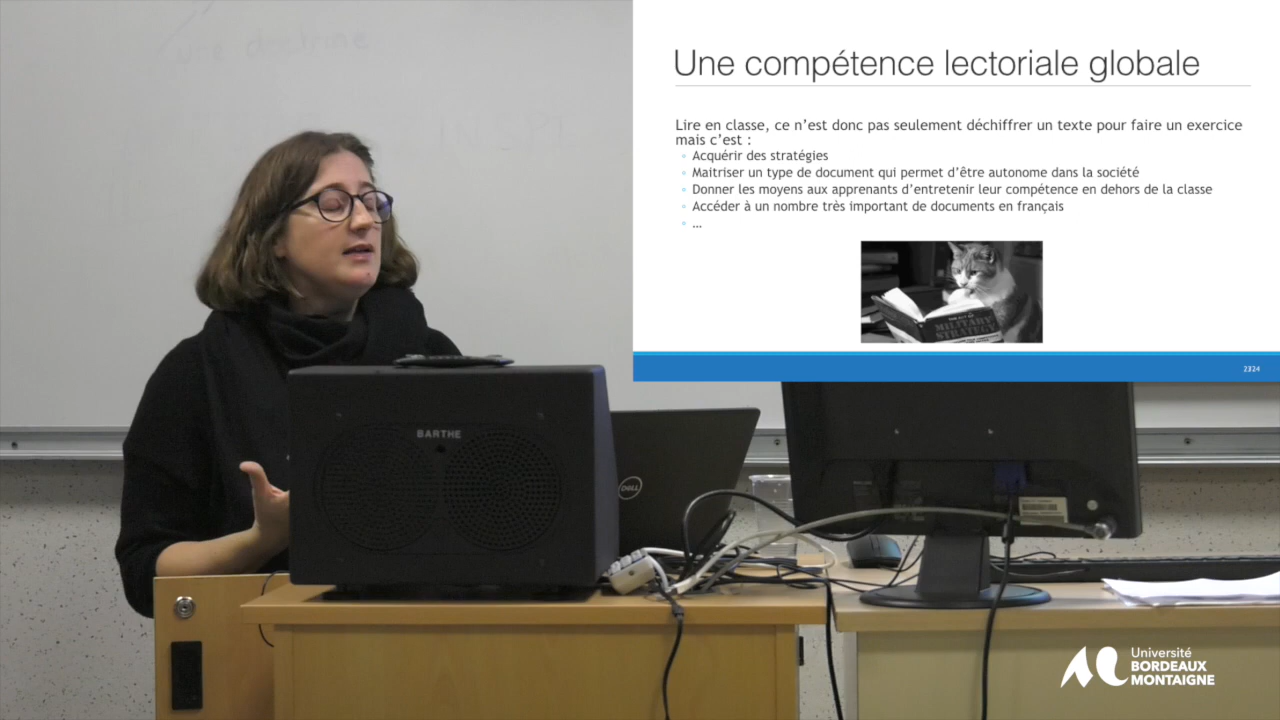 une doctrine
Une compétence lectoriale globale
Lire en classe, ce n'est donc pas seulement déchiffrer un texte pour faire un exercice
mais c'est :
Acquérir des stratégies
Maitriser un type de document qui permet d'être autonome dans la société
Donner les moyens aux apprenants d'entretenir leur compétence en dehors de la classe
Accéder à un nombre très important de documents en français
...
MILITARY
STRATEGY
2324
BARTHE
DELL
Université
BORDEAUX
MONTAIGNE